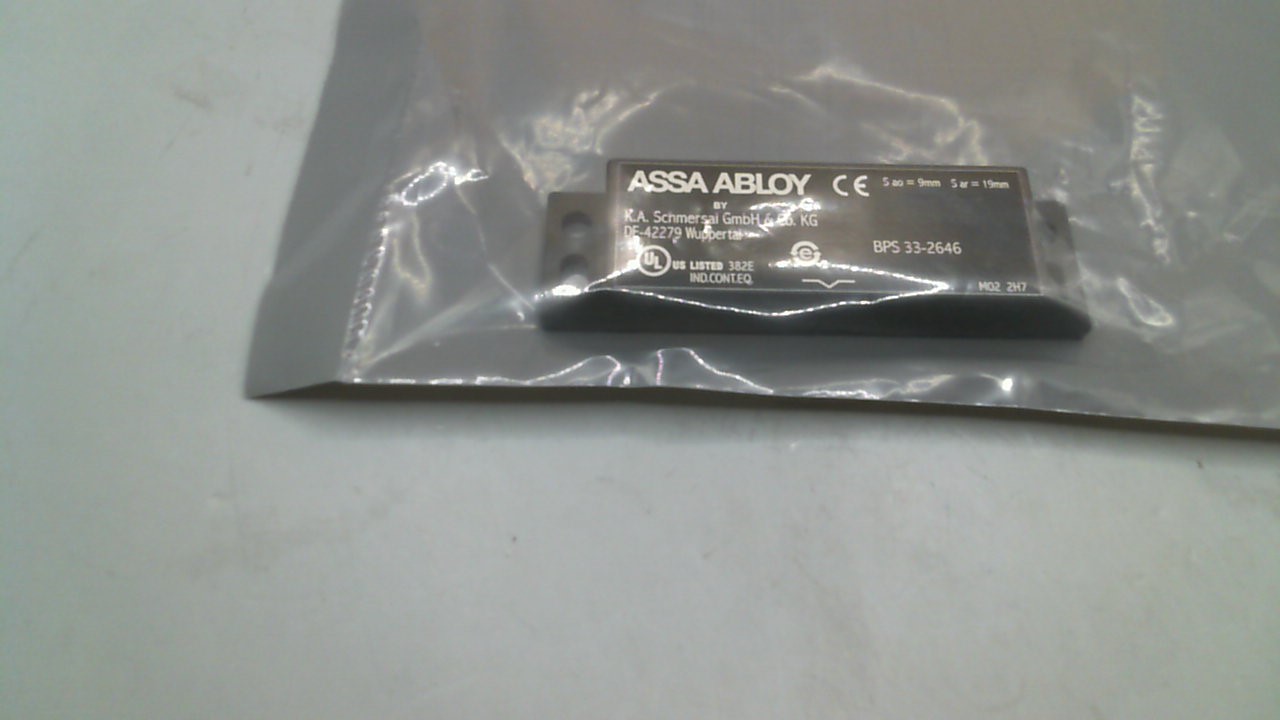 ASSA ABLOY CE S ao = 9mm S ar = 19mm
BY
K.A. Schmersal GmbH & Co. KG
DE-42279 Wuppertal
UL US LISTED 382E
IND.CONT.EQ.
e
BPS 33-2646
M02 2H7